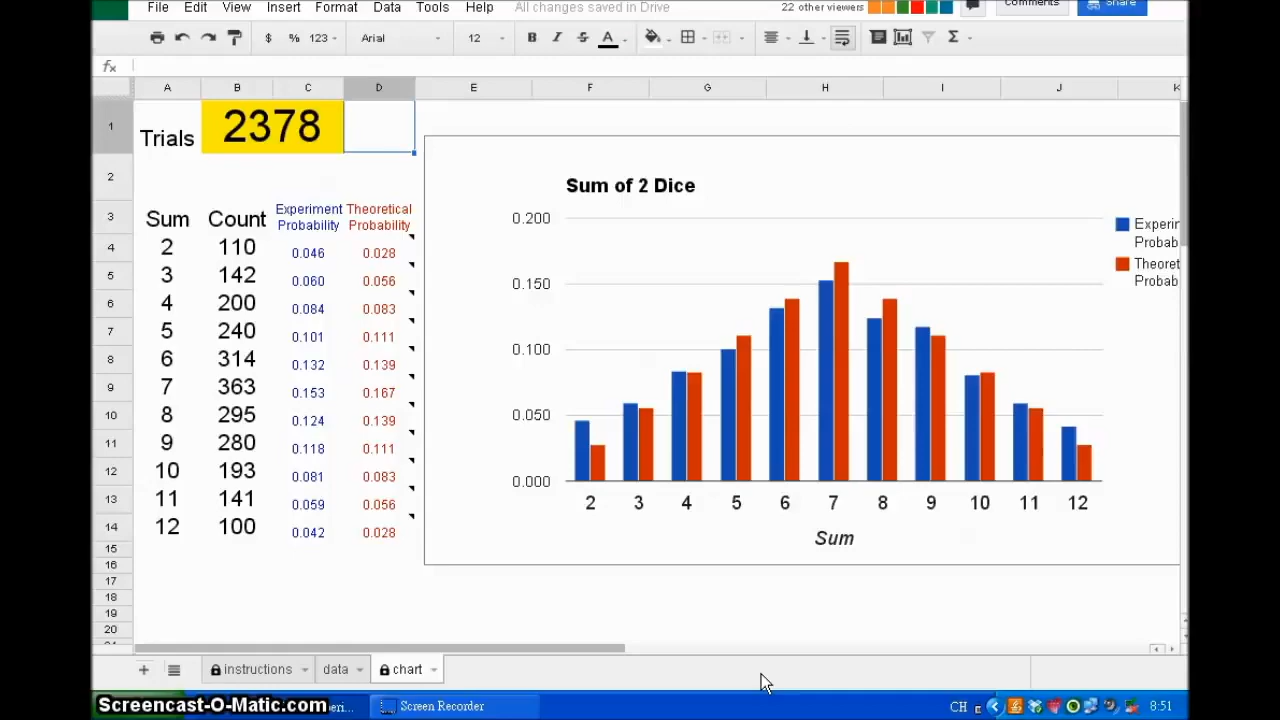 File Edit View Insert Format Data Tools Help All changes saved in Drive 22 other viewers Comments Share
$ % 123 Arial 12 B I S A Σ
fx
A B C D E F G H I J K
1 Trials 2378
2
Sum of 2 Dice
3 Sum Count Experiment Probability Theoretical Probability
4 2 110 0.046 0.028
5 3 142 0.060 0.056
6 4 200 0.084 0.083
7 5 240 0.101 0.111
8 6 314 0.132 0.139
9 7 363 0.153 0.167
10 8 295 0.124 0.139
11 9 280 0.118 0.111
12 10 193 0.081 0.083
13 11 141 0.059 0.056
14 12 100 0.042 0.028
15
16
17
18
19
20
0.200
0.150
0.100
0.050
0.000
2 3 4 5 6 7 8 9 10 11 12
Sum
Experir
Probab
Theoret
Probab
+ instructions data chart
Screencast-O-Matic.com Screen Recorder CH 8:51